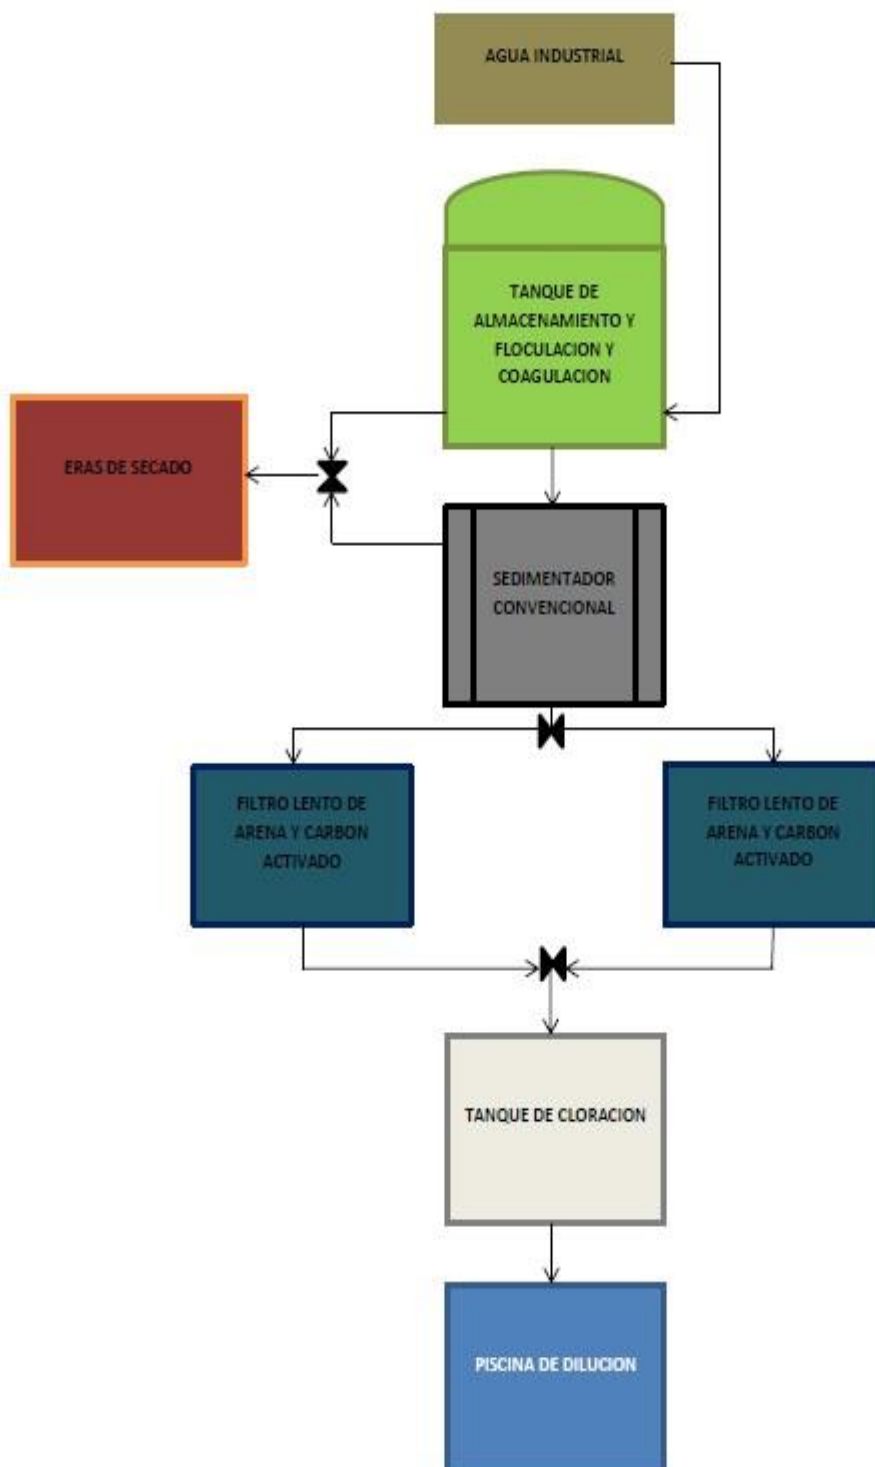 AGUA INDUSTRIAL
TANQUE DE
ALMACENAMIENTO Y
FLOCULACION Y
COAGULACION
ERAS DE SECADO
SEDIMENTADOR
CONVENCIONAL
FILTRO LENTO DE
ARENA Y CARBON
ACTIVADO
FILTRO LENTO DE
ARENA Y CARBON
ACTIVADO
TANQUE DE CLORACION
PISCINA DE DILUCION